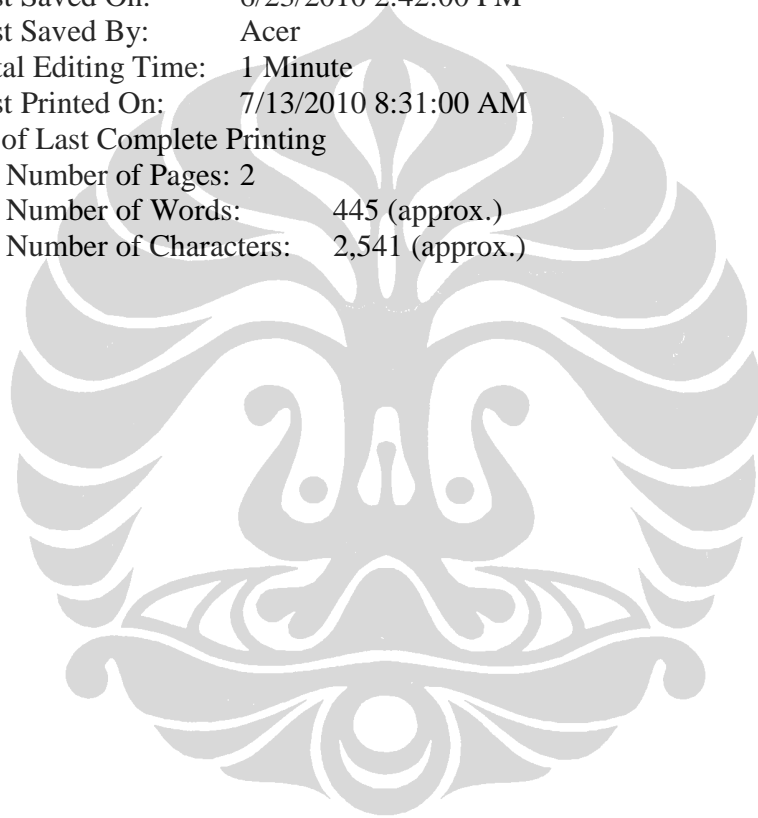 st Saved By: Acer
tal Editing Time: 1 Minute
st Printed On: 7/13/2010 8:31:00 AM
of Last Complete Printing
Number of Pages: 2
Number of Words: 445 (approx.)
Number of Characters: 2,541 (approx.)